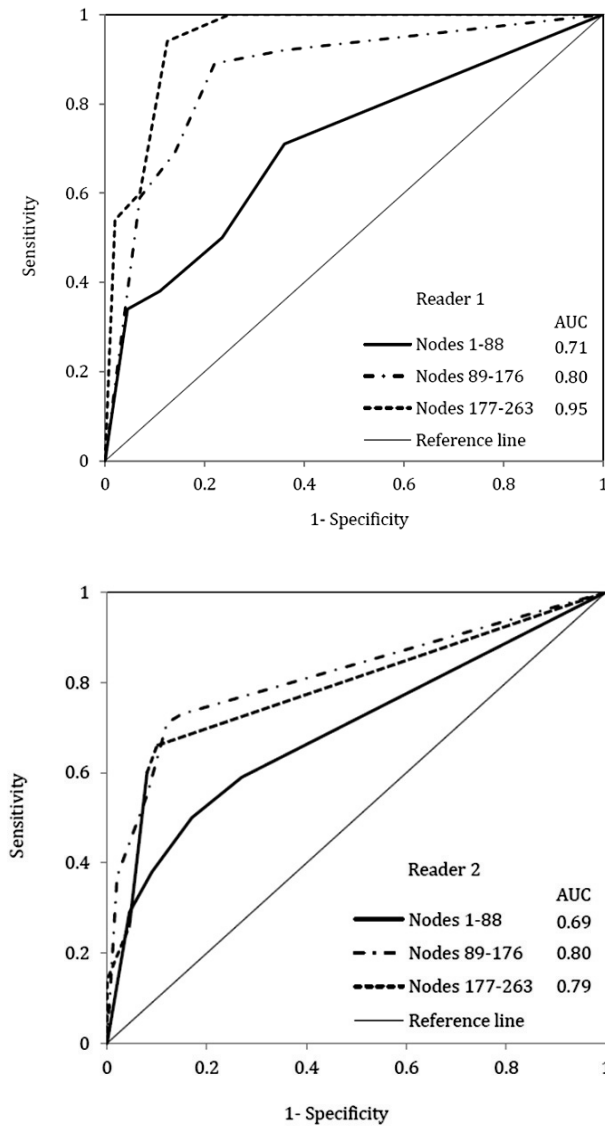 1
0.8
0.6
0.4
0.2
0
Sensitivity
Reader 1
AUC
Nodes 1-88 0.71
Nodes 89-176 0.80
Nodes 177-263 0.95
Reference line
0 0.2 0.4 0.6 0.8 1
1- Specificity
1
0.8
0.6
0.4
0.2
0
Sensitivity
Reader 2
AUC
Nodes 1-88 0.69
Nodes 89-176 0.80
Nodes 177-263 0.79
Reference line
0 0.2 0.4 0.6 0.8 1
1- Specificity